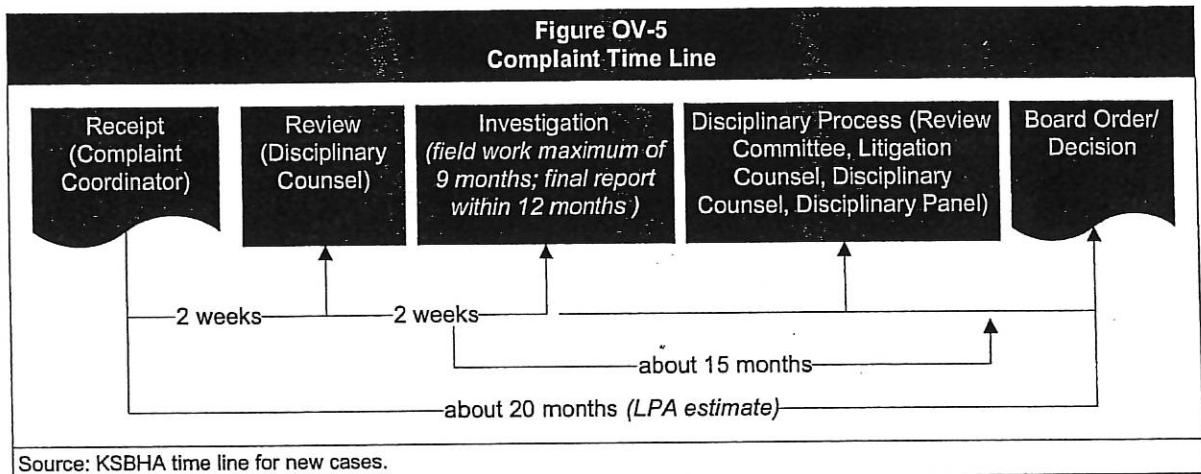 Figure OV-5
Complaint Time Line
Receipt
(Complaint
Coordinator)
Review
(Disciplinary
Counsel)
Investigation
(field work maximum of
9 months; final report
within 12 months )
Disciplinary Process (Review
Committee, Litigation
Counsel, Disciplinary
Counsel, Disciplinary Panel)
Board Order/
Decision
2 weeks
2 weeks
about 15 months
about 20 months (LPA estimate)
Source: KSBHA time line for new cases.